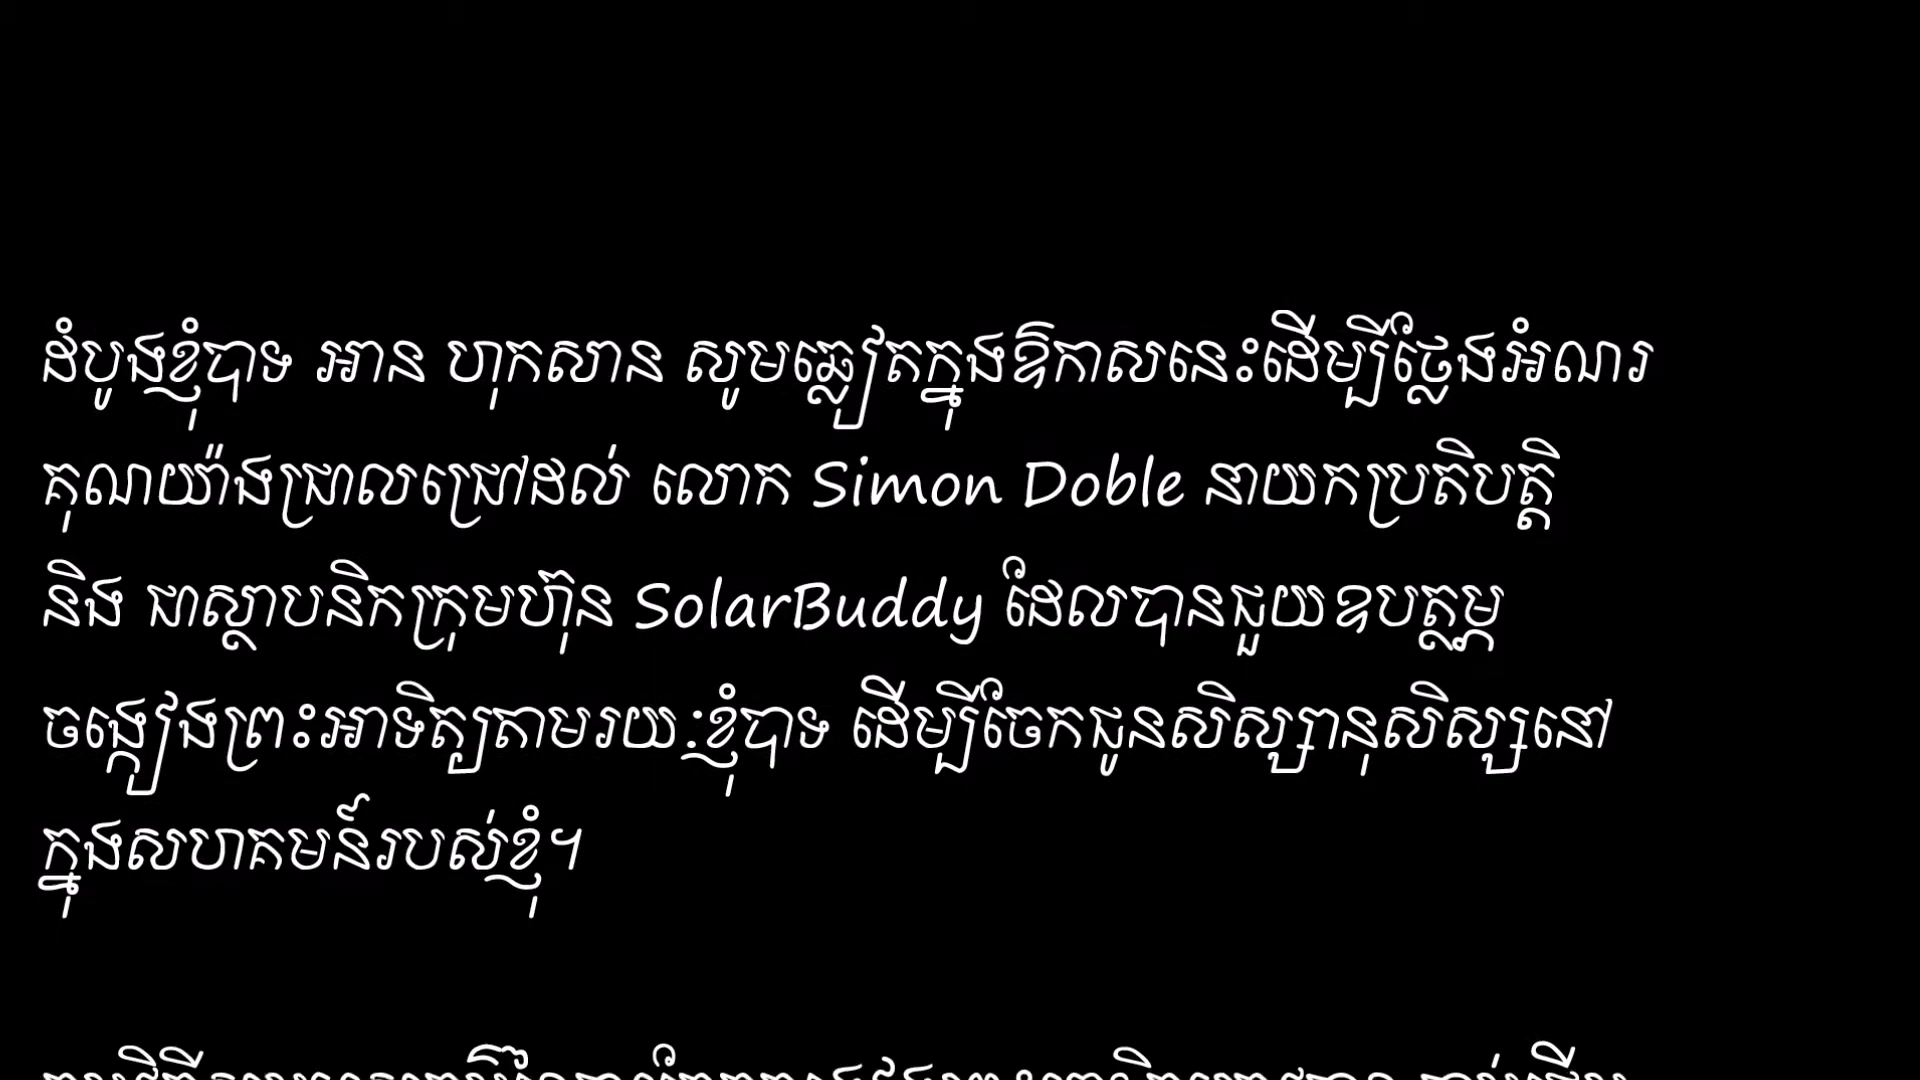 ដំបូងខ្ញុំបាទ អាន ហុកសាន សូមឆ្លៀតក្នុងឱកាសនេះដើម្បីថ្លែងអំណរ
គុណយ៉ាងជ្រាលជ្រៅដល់ លោក Simon Doble នាយកប្រតិបត្តិ
និង ជាស្ថាបនិកក្រុមហ៊ុន SolarBuddy ដែលបានជួយឧបត្ថម្ភ
ចង្កៀងព្រះអាទិត្យតាមរយៈខ្ញុំបាទ ដើម្បីចែកជូនសិស្សានុសិស្សនៅ
ក្នុងសហគមន៍របស់ខ្ញុំ។